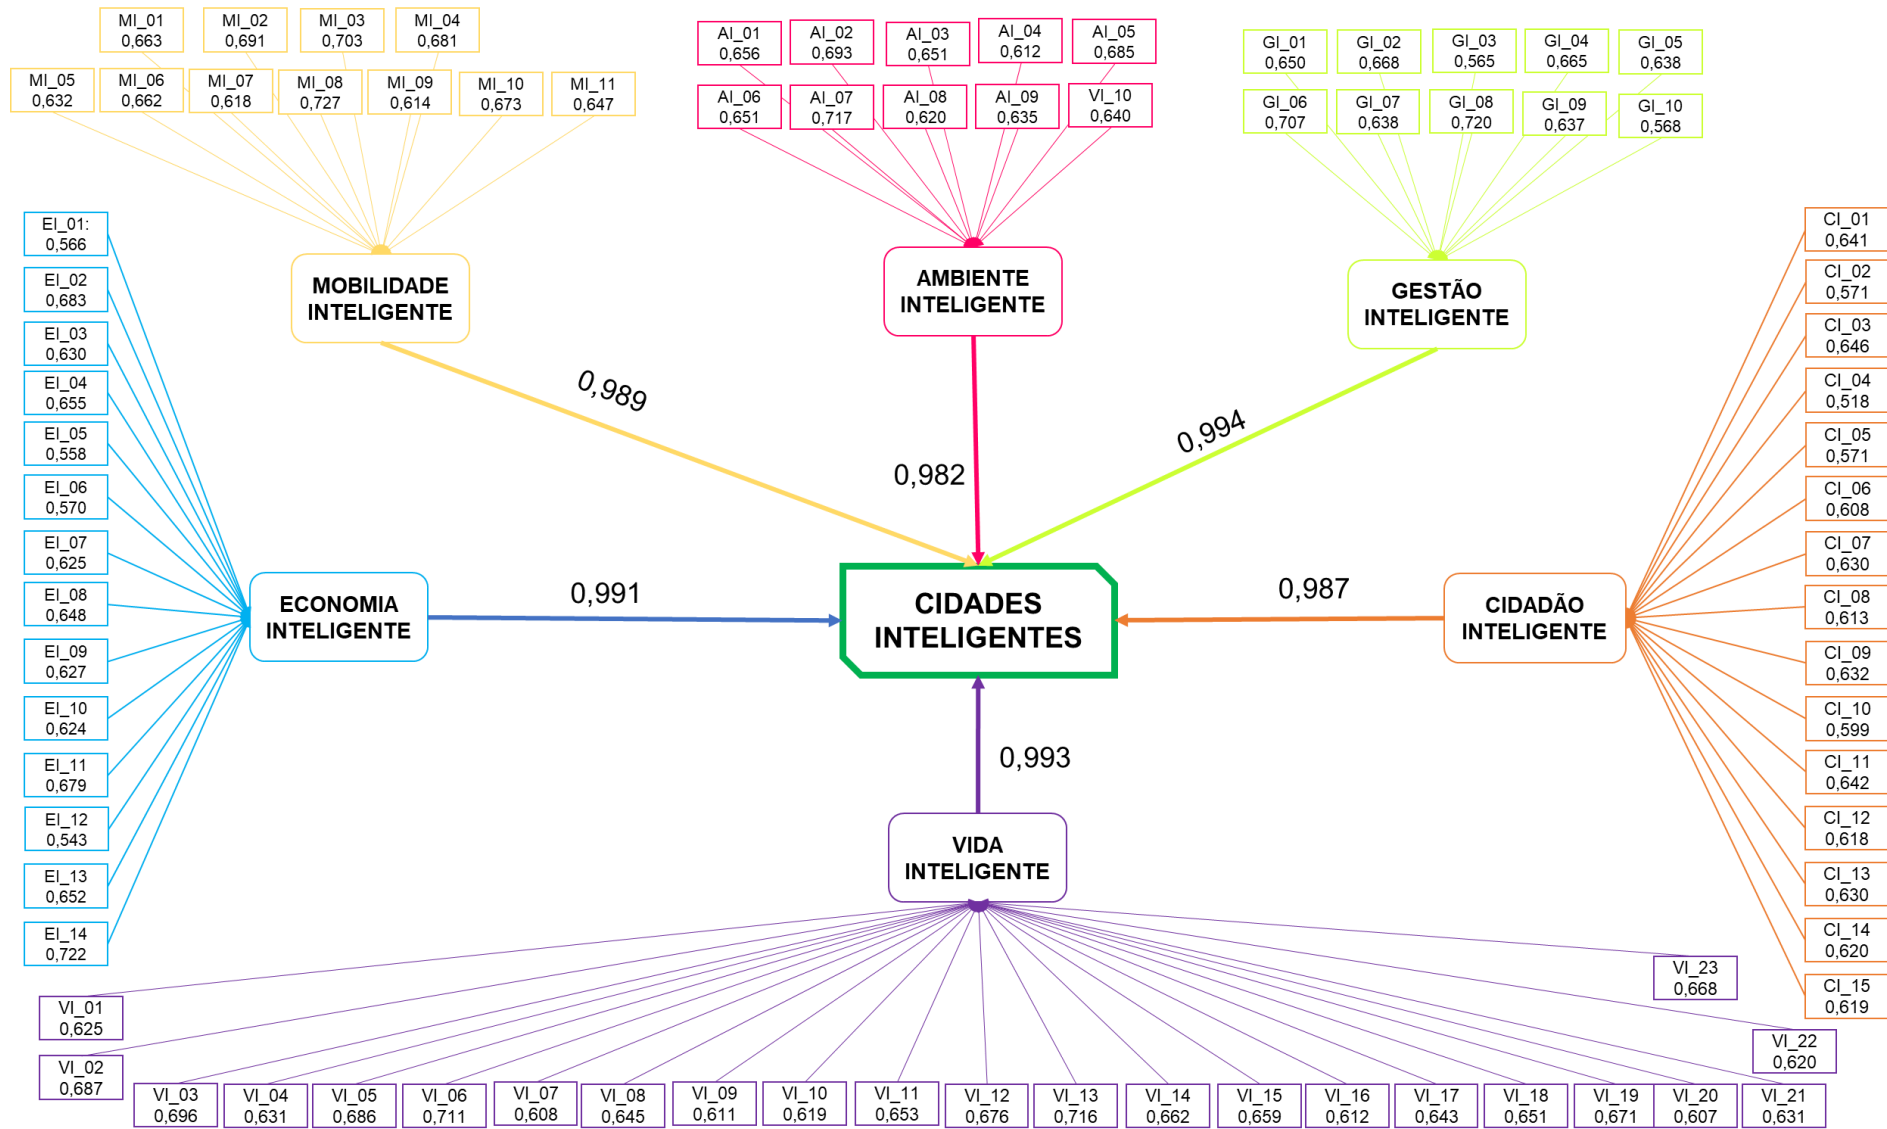 MI_01
0,663
MI_02
0,691
MI_03
0,703
MI_04
0,681
MI_05
0,632
MI_06
0,662
MI_07
0,618
MI_08
0,727
MI_09
0,614
MI_10
0,673
MI_11
0,647
AI_01
0,656
AI_02
0,693
AI_03
0,651
AI_04
0,612
AI_05
0,685
AI_06
0,651
AI_07
0,717
AI_08
0,620
AI_09
0,635
VI_10
0,640
GI_01
0,650
GI_02
0,668
GI_03
0,565
GI_04
0,665
GI_05
0,638
GI_06
0,707
GI_07
0,638
GI_08
0,720
GI_09
0,637
GI_10
0,568
MOBILIDADE
INTELIGENTE
AMBIENTE
INTELIGENTE
GESTÃO
INTELIGENTE
EI_01:
0,566
EI_02
0,683
EI_03
0,630
EI_04
0,655
EI_05
0,558
EI_06
0,570
EI_07
0,625
EI_08
0,648
EI_09
0,627
EI_10
0,624
EI_11
0,679
EI_12
0,543
EI_13
0,652
EI_14
0,722
0,989
0,982
0,994
ECONOMIA
INTELIGENTE
0,991
CIDADES
INTELIGENTES
0,987
CIDADÃO
INTELIGENTE
0,993
VIDA
INTELIGENTE
CI_01
0,641
CI_02
0,571
CI_03
0,646
CI_04
0,518
CI_05
0,571
CI_06
0,608
CI_07
0,630
CI_08
0,613
CI_09
0,632
CI_10
0,599
CI_11
0,642
CI_12
0,618
CI_13
0,630
CI_14
0,620
CI_15
0,619
VI_01
0,625
VI_02
0,687
VI_03
0,696
VI_04
0,631
VI_05
0,686
VI_06
0,711
VI_07
0,608
VI_08
0,645
VI_09
0,611
VI_10
0,619
VI_11
0,653
VI_12
0,676
VI_13
0,716
VI_14
0,662
VI_15
0,659
VI_16
0,612
VI_17
0,643
VI_18
0,651
VI_19
0,671
VI_20
0,607
VI_21
0,631
VI_22
0,620
VI_23
0,668